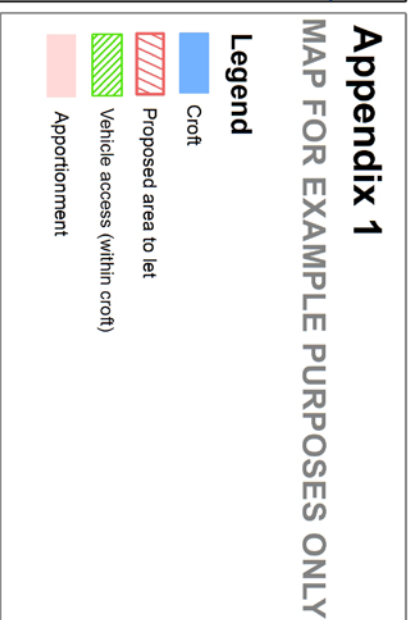 Appendix 1
MAP FOR EXAMPLE PURPOSES ONLY
Legend
Croft
Proposed area to let
Vehicle access (within croft)
Apportionment